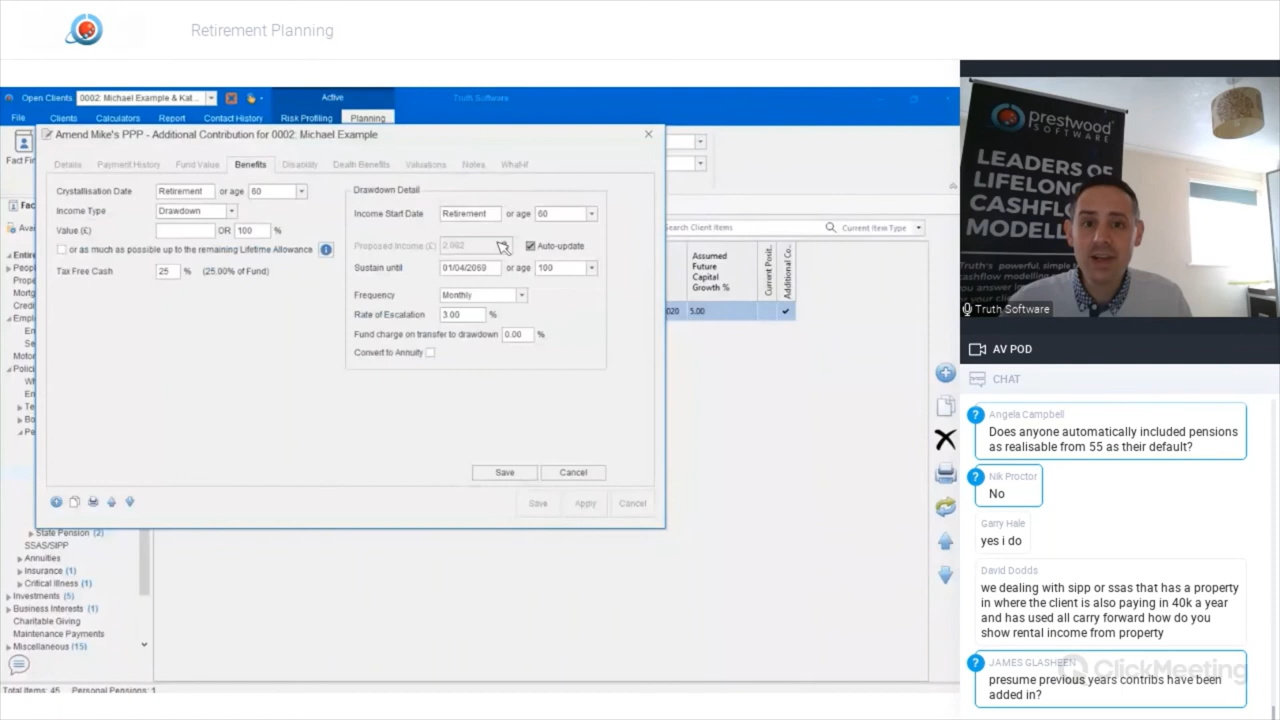 Retirement Planning
Open Clients 0002: Michael Example & Kat... Active Truth Software
File Clients Calculators Report Contact History Risk Profiling Planning
Amend Mike's PPP - Additional Contribution for 0002: Michael Example
Fact Fin
Details Payment History Fund Value Benefits Disability Death Benefits Valuations Notes What-If
Crystallisation Date Retirement or age 60
Income Type Drawdown
Value (£) OR 100 %
or as much as possible up to the remaining Lifetime Allowance
Tax Free Cash 25 % (25.00% of Fund)
Drawdown Detail
Income Start Date Retirement or age 60
Proposed Income (£) 2,082 Auto-update
Sustain until 01/04/2069 or age 100
Frequency Monthly
Rate of Escalation 3.00 %
Fund charge on transfer to drawdown 0.00 %
Convert to Annuity
Save Cancel
Save Apply Cancel
Search Client Items Current Item Type
Assumed
Future
Capital
Growth %
Current Posit..
Additional Co..
020 5.00
State Pension (2)
SSAS/SIPP
Annuities
Insurance (1)
Critical Illness (1)
Investments (5)
Business Interests (1)
Charitable Giving
Maintenance Payments
Miscellaneous (15)
Total Items: 45 Personal Pensions: 1
prestwood
SOFTWARE
LEADERS OF
LIFELON
CASHFL
MODELL
Truth Software
AV POD
CHAT
Angela Campbell
Does anyone automatically included pensions
as realisable from 55 as their default?
Nik Proctor
No
Garry Hale
yes i do
David Dodds
we dealing with sipp or ssas that has a property
in where the client is also paying in 40k a year
and has used all carry forward how do you
show rental income from property
JAMES GLASHEEN
presume previous years contribs have been
added in?
ClickMeeting